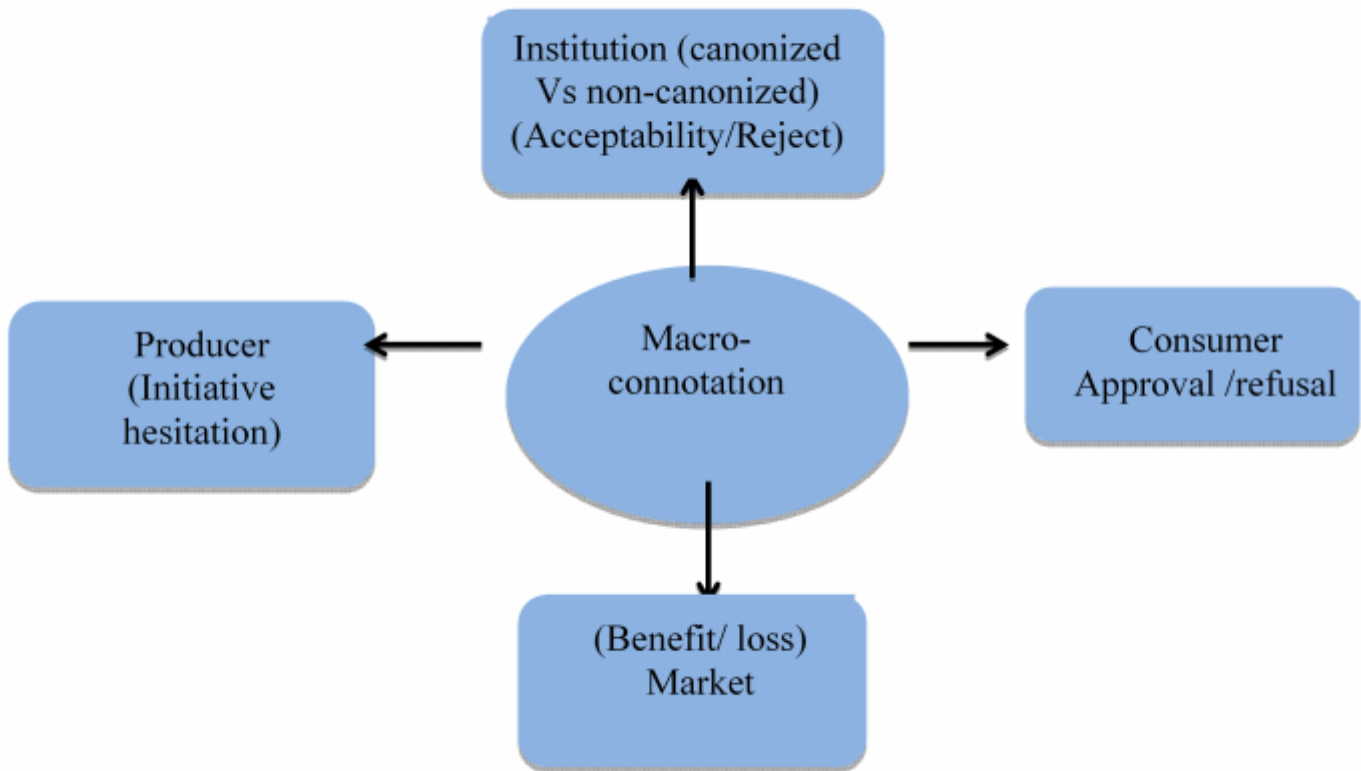 Institution (canonized
Vs non-canonized)
(Acceptability/Reject)
Producer
(Initiative
hesitation)
Macro-
connotation
Consumer
Approval /refusal
(Benefit/ loss)
Market